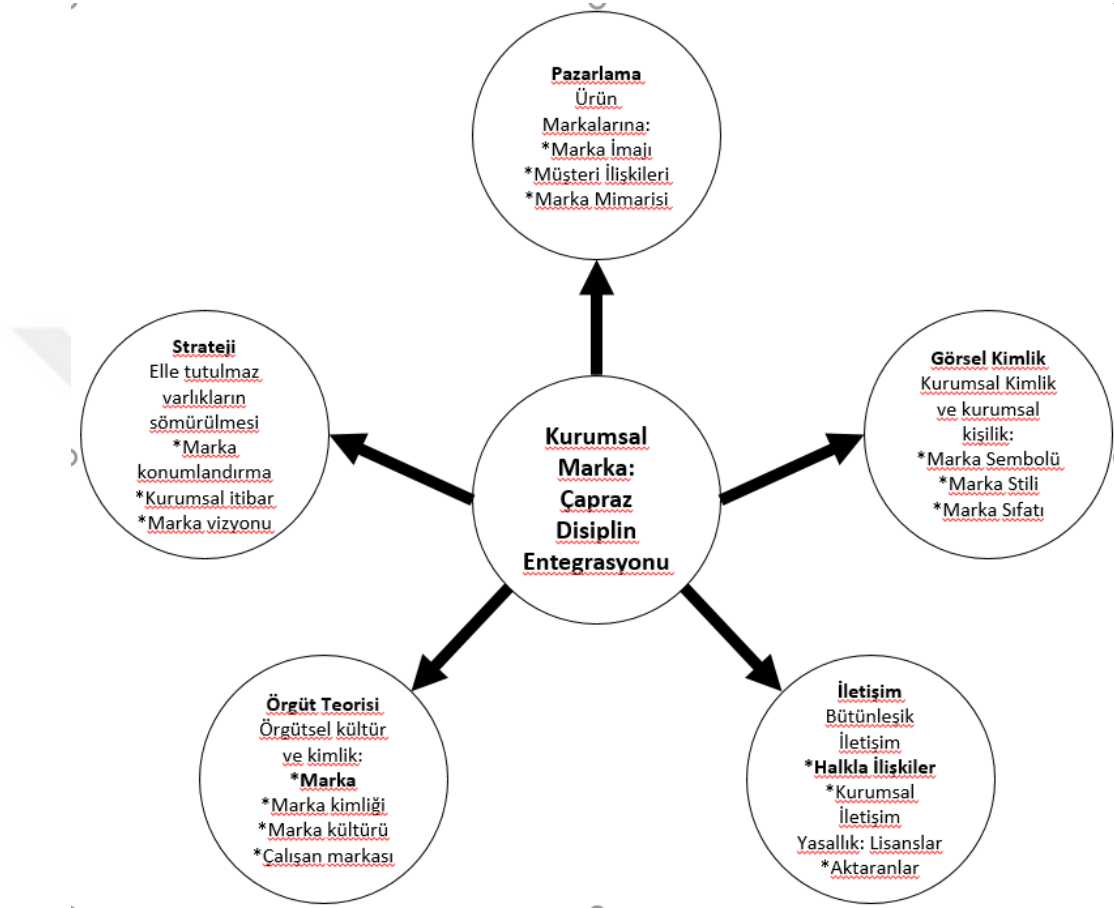 Pazarlama
Ürün
Markalarına:
*Marka İmajı
*Müşteri İlişkileri
*Marka Mimarisi
Strateji
Elle tutulmaz
varlıkların
sömürülmesi
*Marka
konumlandırma
*Kurumsal itibar
*Marka vizyonu
Görsel Kimlik
Kurumsal Kimlik
ve kurumsal
kişilik:
*Marka Sembolü
*Marka Stili
*Marka Sıfatı
Kurumsal
Marka:
Çapraz
Disiplin
Entegrasyonu
Örgüt Teorisi
Örgütsel kültür
ve kimlik:
*Marka
*Marka kimliği
*Marka kültürü
*Çalışan markası
İletişim
Bütünleşik
İletişim
*Halkla İlişkiler
*Kurumsal
İletişim
Yasallık: Lisanslar
*Aktaranlar